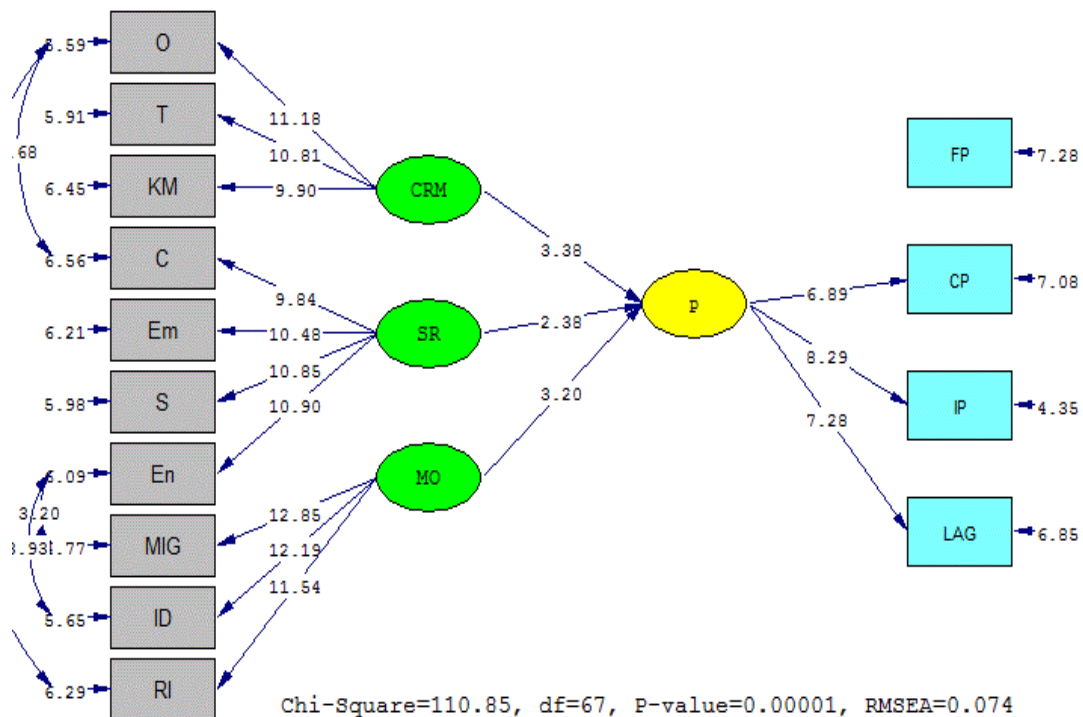 O
T
5.91
KM
6.45
C
6.56
Em
6.21
S
5.98
En
3.20
MIG
ID
5.65
RI
6.29
11.18
10.81
9.90
9.84
10.48
10.85
10.90
12.85
12.19
11.54
CRM
SR
MO
3.38
2.38
3.20
P
6.89
8.29
7.28
FP
7.28
CP
7.08
IP
4.35
LAG
6.85
Chi-Square=110.85, df=67, P-value=0.00001, RMSEA=0.074